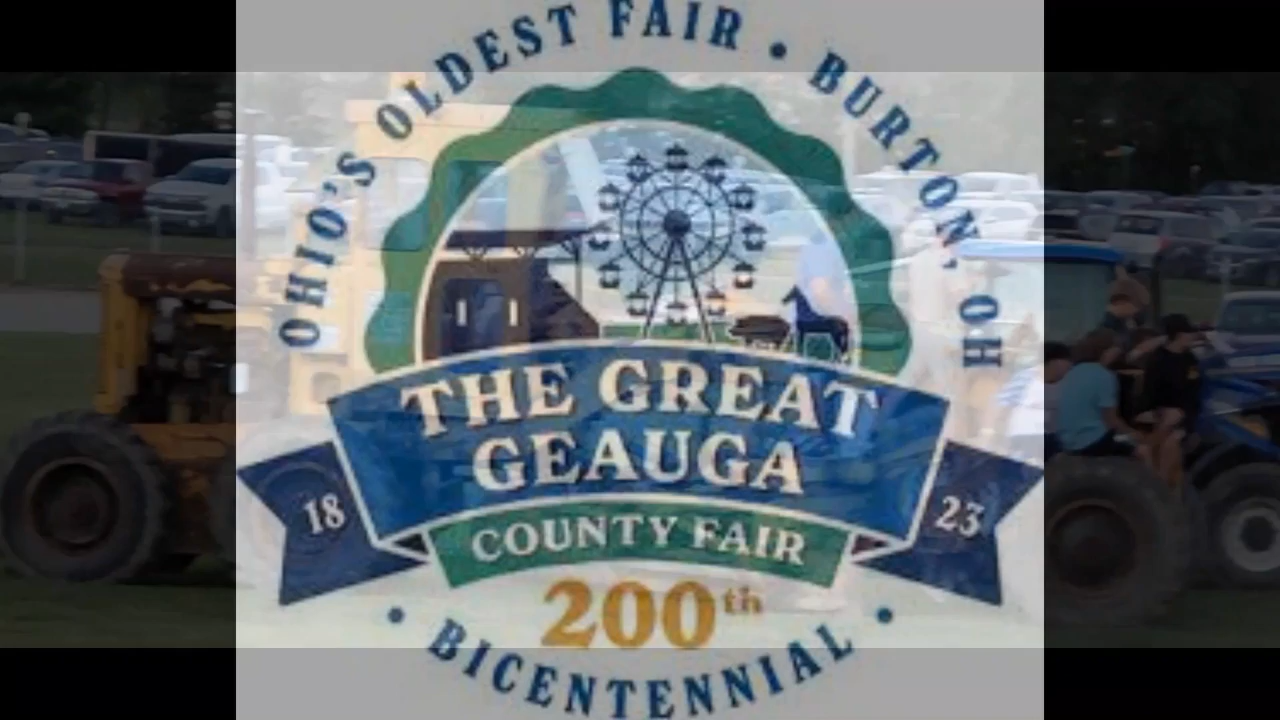 OHIO'S OLDEST FAIR • BURTON, OH
THE GREAT
GEAUGA
18 23
COUNTY FAIR
200th
• BICENTENNIAL •